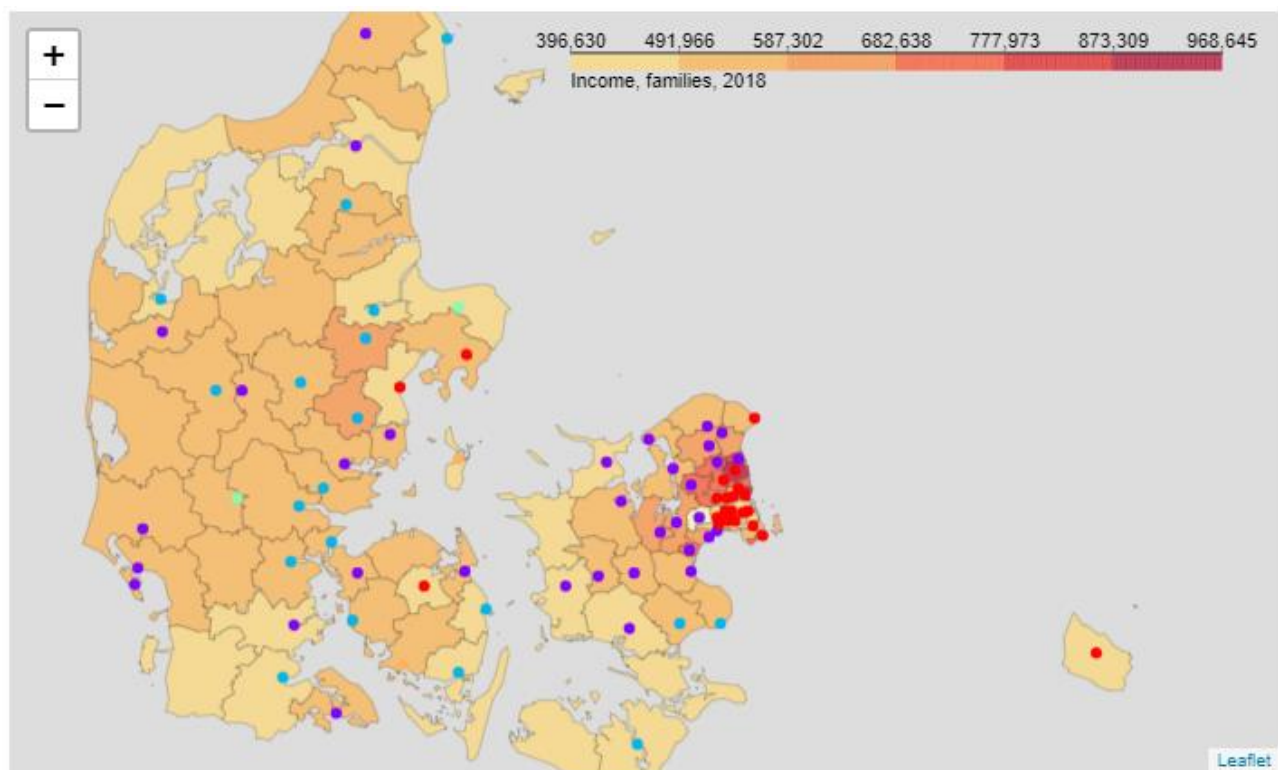 +
−
396,630 491,966 587,302 682,638 777,973 873,309 968,645
Income, families, 2018
Leaflet